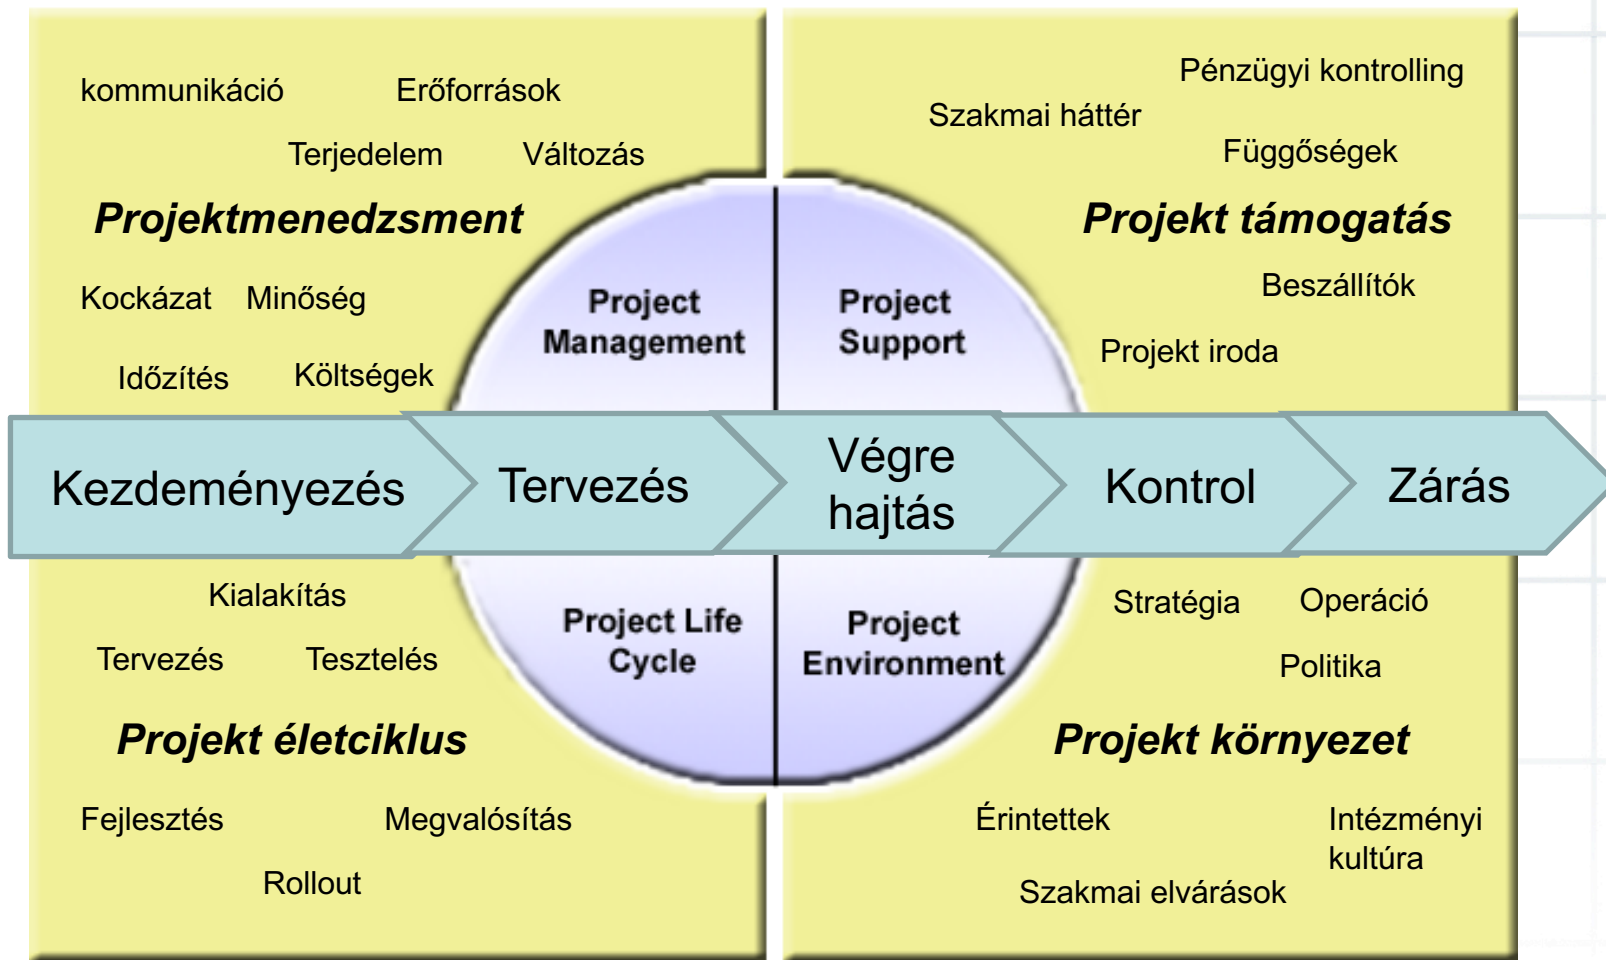 kommunikáció
Erőforrások
Terjedelem
Változás
Projektmenedzsment
Kockázat
Minőség
Időzítés
Költségek
Pénzügyi kontrolling
Szakmai háttér
Függőségek
Projekt támogatás
Beszállítók
Projekt iroda
Project
Management
Project
Support
Kezdeményezés
Tervezés
Végre
hajtás
Kontrol
Zárás
Project Life
Cycle
Project
Environment
Kialakítás
Tervezés
Tesztelés
Projekt életciklus
Fejlesztés
Megvalósítás
Rollout
Stratégia
Operáció
Politika
Projekt környezet
Érintettek
Intézményi
kultúra
Szakmai elvárások